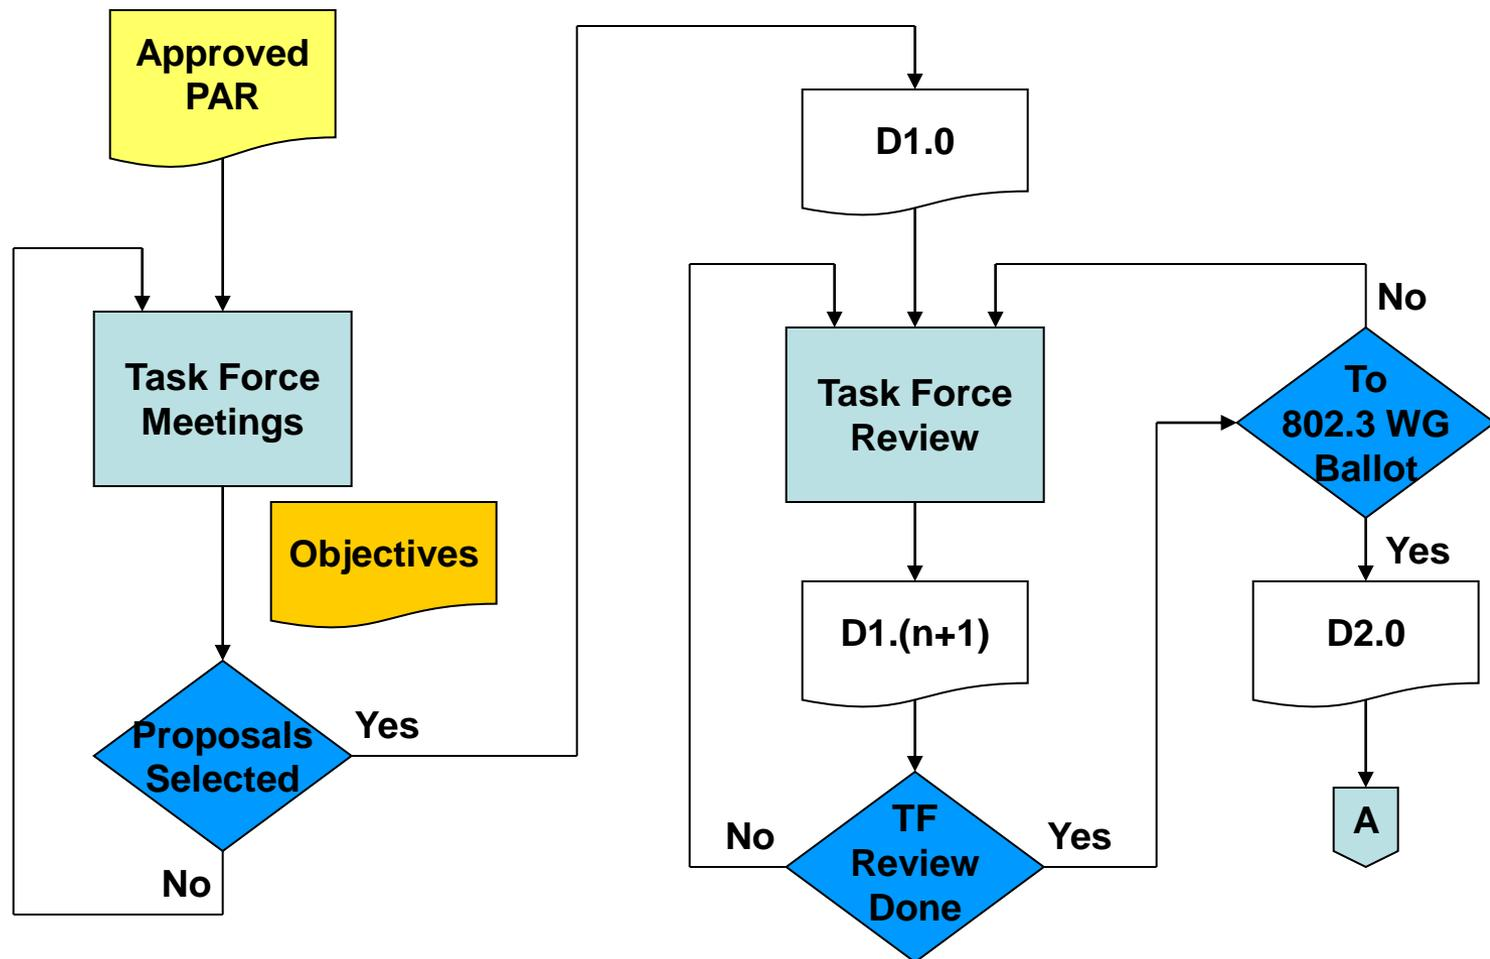 Approved
PAR
Task Force
Meetings
Objectives
Proposals
Selected
Yes
No
D1.0
Task Force
Review
D1.(n+1)
TF
Review
Done
No
Yes
To
802.3 WG
Ballot
No
Yes
D2.0
A